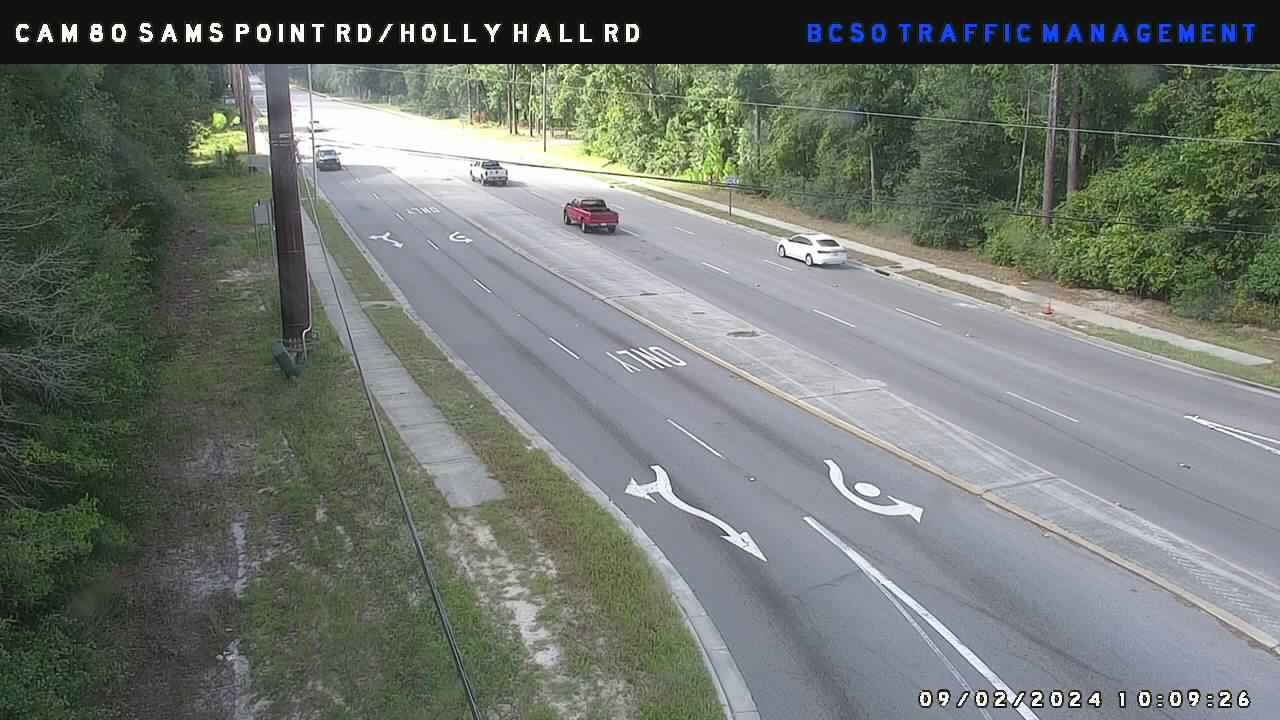 CAM 80 SAMS POINT RD/HOLLY HALL RD
BCSO TRAFFIC MANAGEMENT
ONLY
ONLY
09/02/2024 10:09:26